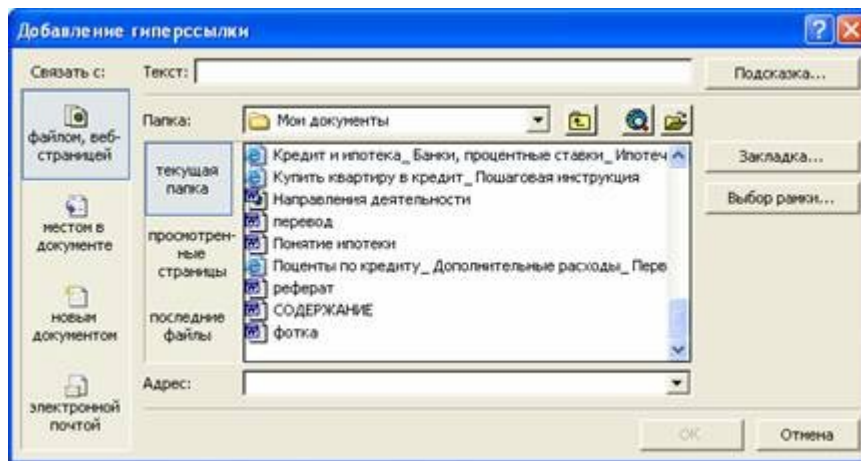 Добавление гиперссылки
Связать с:
Текст:
Подсказка...
файлом, веб-
страницей
Папка:
Мои документы
текущая
папка
Кредит и ипотека_ Банки, процентные ставки_ Ипотеч
Купить квартиру в кредит_ Пошаговая инструкция
Направления деятельности
перевод
Понятие ипотеки
Поценты по кредиту_ Дополнительные расходы_ Перв
реферат
СОДЕРЖАНИЕ
фотка
Закладка...
Выбор рамки...
местом в
документе
просмотрен-
ные
страницы
новым
документом
последние
файлы
Адрес:
электронной
почтой
ОК
Отмена